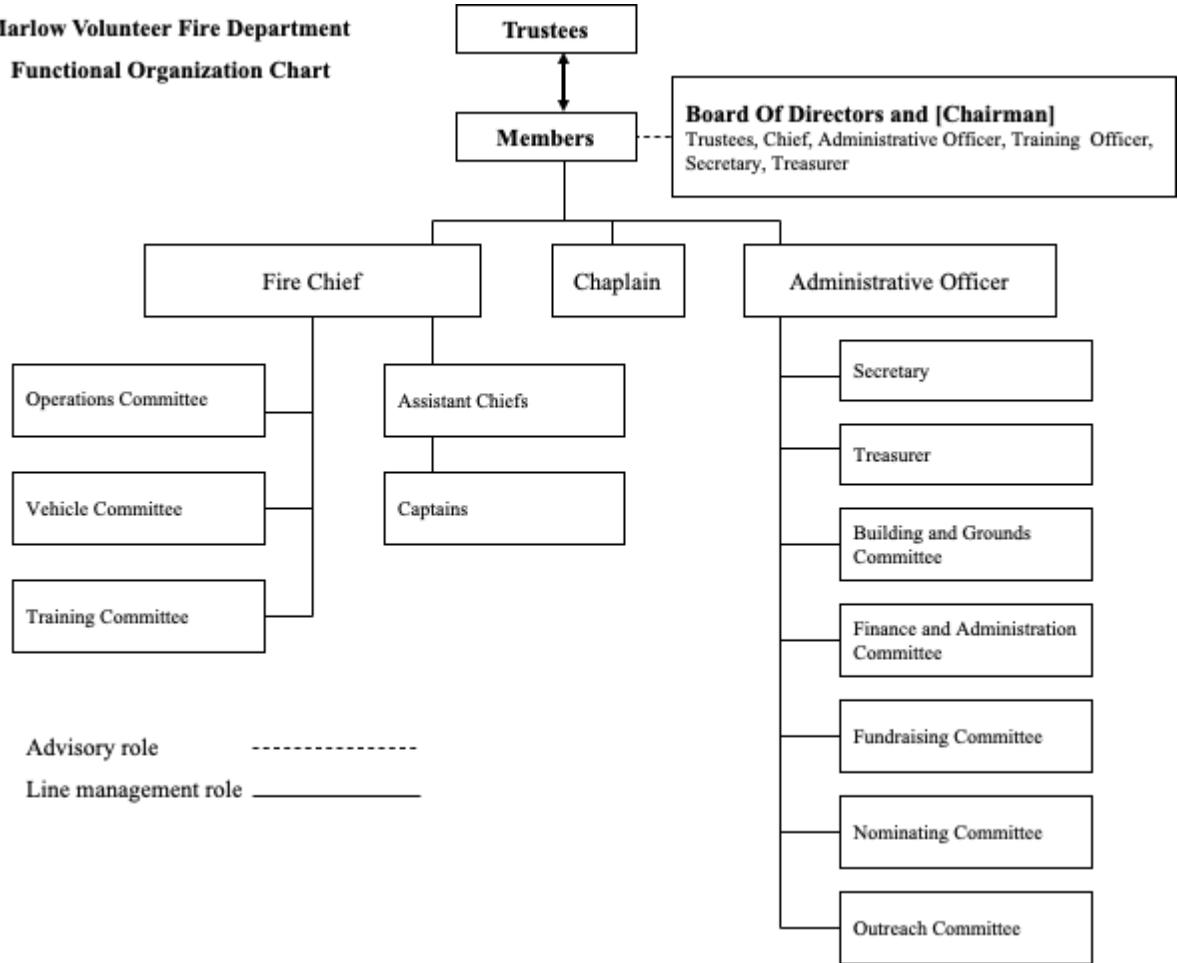 Marlow Volunteer Fire Department
Functional Organization Chart
Trustees
Members
Board Of Directors and [Chairman]
Trustees, Chief, Administrative Officer, Training Officer,
Secretary, Treasurer
Fire Chief
Chaplain
Administrative Officer
Operations Committee
Vehicle Committee
Training Committee
Assistant Chiefs
Captains
Secretary
Treasurer
Building and Grounds
Committee
Finance and Administration
Committee
Fundraising Committee
Nominating Committee
Outreach Committee
Advisory role
Line management role